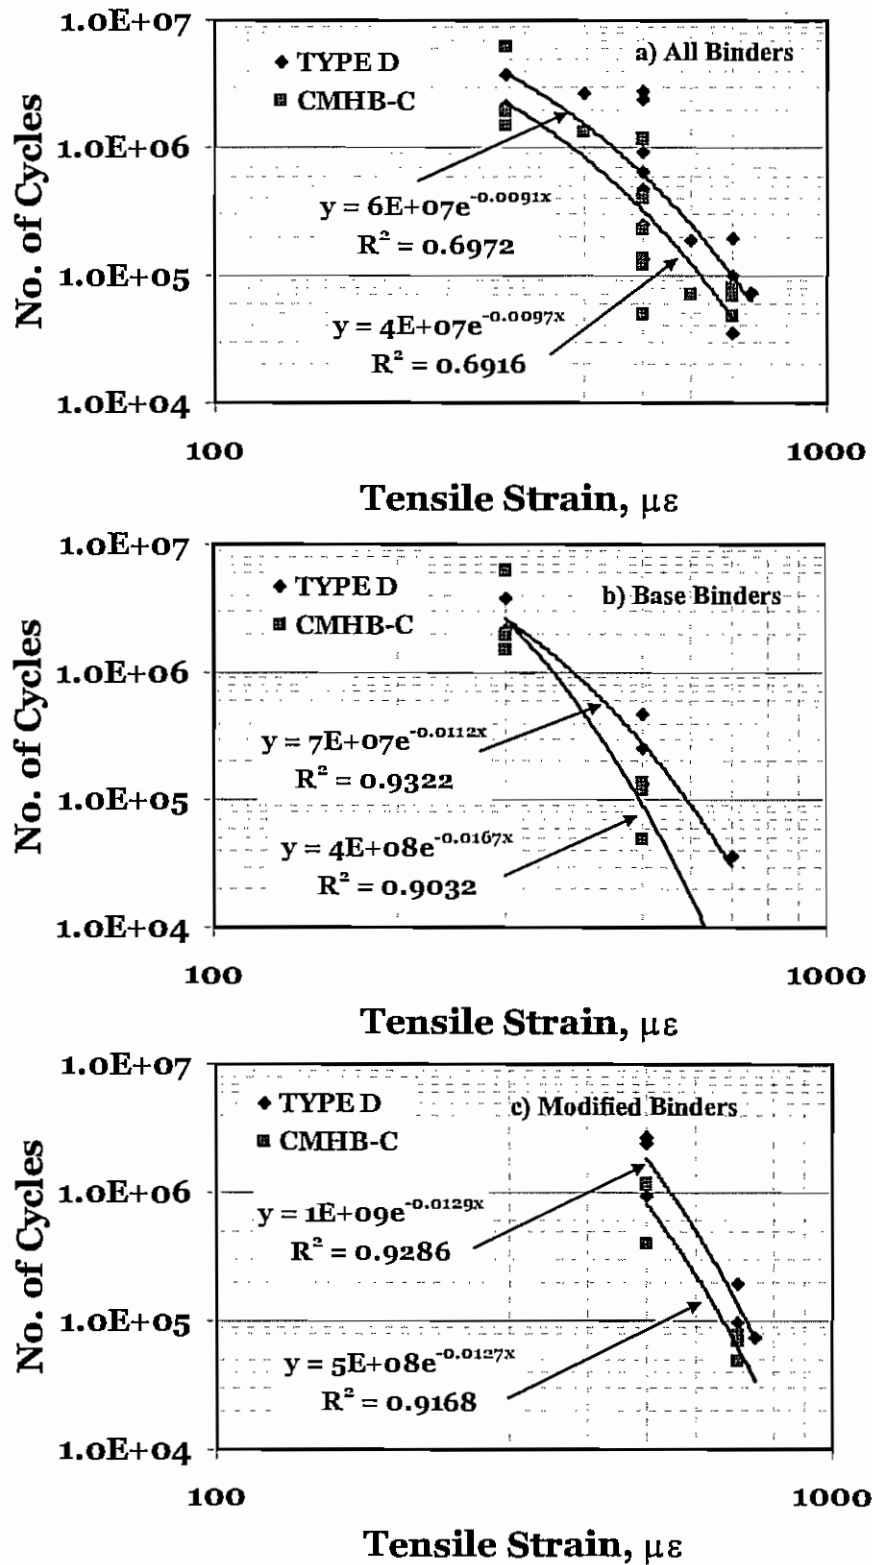 1.0E+07
a) All Binders
TYPE D
CMHB-C
1.0E+06
y = 6E+07e^-0.0091x
R² = 0.6972
1.0E+05
y = 4E+07e^-0.0097x
R² = 0.6916
1.0E+04
100 1000
No. of Cycles
Tensile Strain, με
1.0E+07
TYPE D
b) Base Binders
CMHB-C
1.0E+06
y = 7E+07e^-0.0112x
R² = 0.9322
1.0E+05
y = 4E+08e^-0.0167x
R² = 0.9032
1.0E+04
100 1000
No. of Cycles
Tensile Strain, με
1.0E+07
TYPE D
c) Modified Binders
CMHB-C
1.0E+06
y = 1E+09e^-0.0129x
R² = 0.9286
1.0E+05
y = 5E+08e^-0.0127x
R² = 0.9168
1.0E+04
100 1000
No. of Cycles
Tensile Strain, με